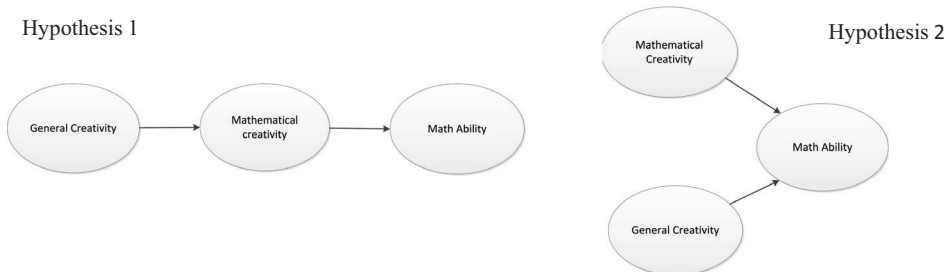 Hypothesis 1
General Creativity
Mathematical
creativity
Math Ability
Hypothesis 2
Mathematical
Creativity
Math Ability
General Creativity